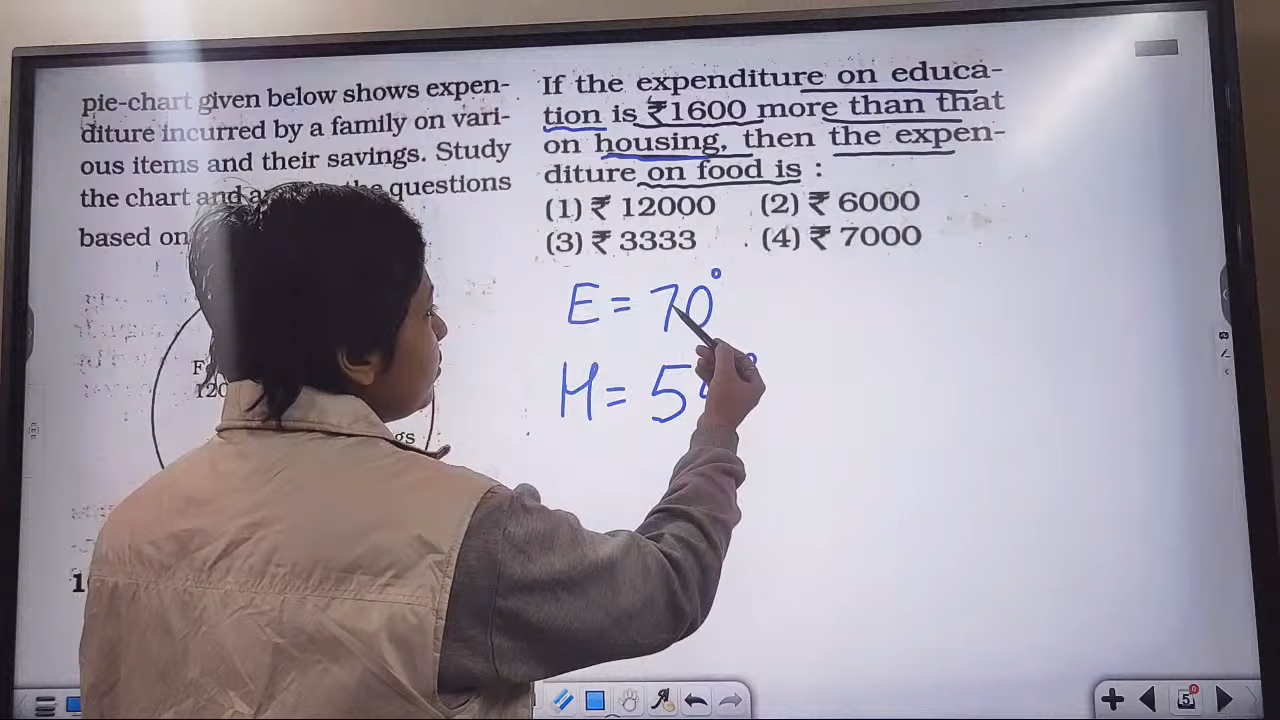 pie-chart given below shows expen-
diture incurred by a family on vari-
ous items and their savings. Study
the chart and the questions
based on
If the expenditure on educa-
tion is ₹1600 more than that
on housing, then the expen-
diture on food is :
(1) ₹ 12000 (2) ₹ 6000
(3) ₹ 3333 (4) ₹ 7000
E = 70°
H = 5